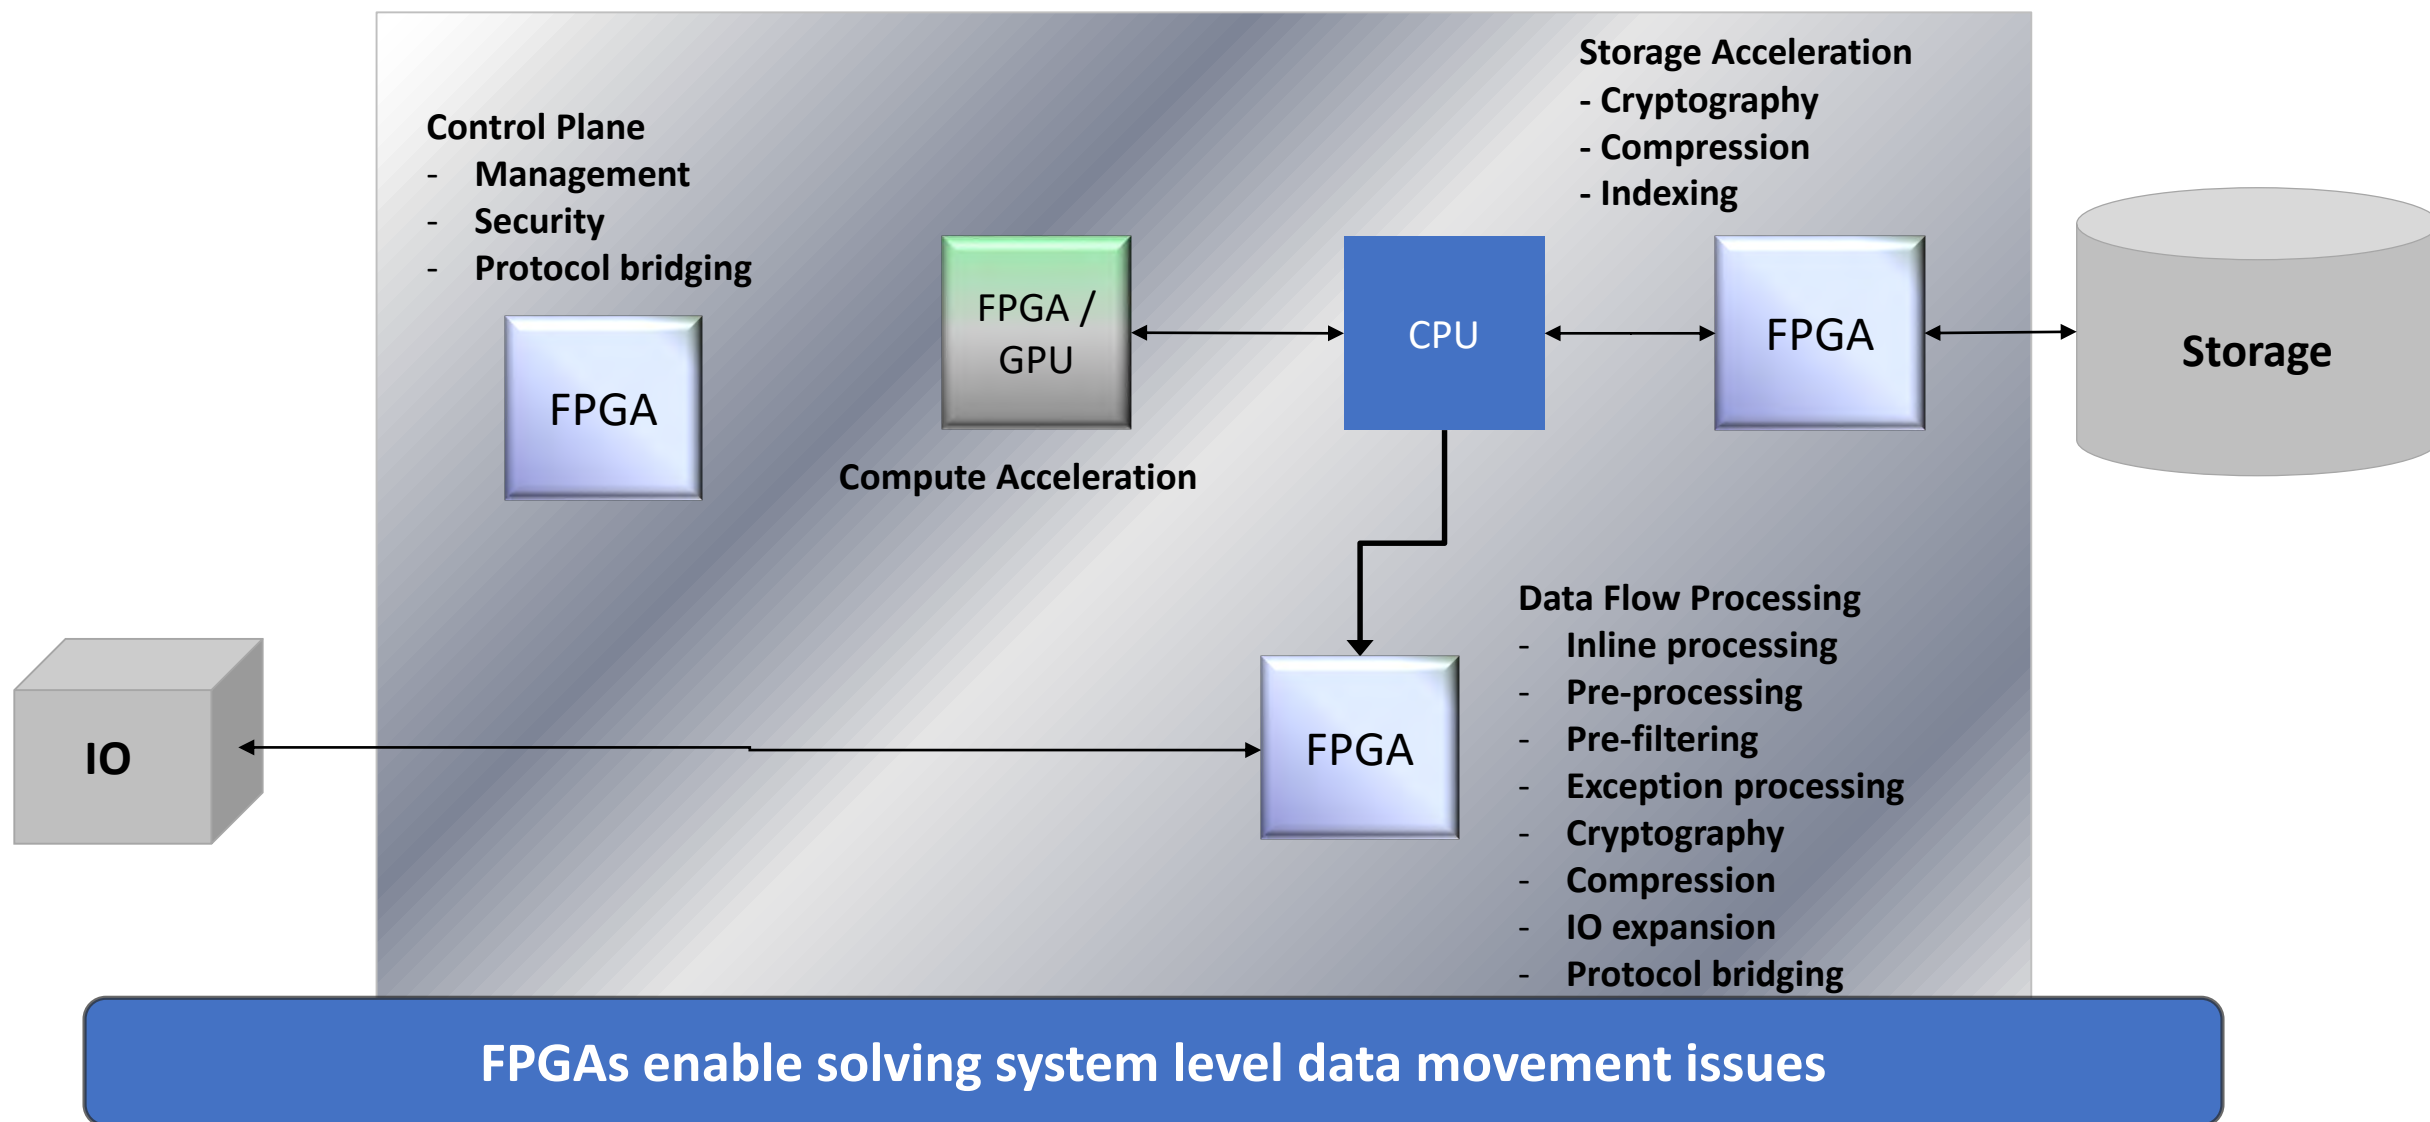 Storage Acceleration
- Cryptography
- Compression
- Indexing
Control Plane
- Management
- Security
- Protocol bridging
FPGA
FPGA /
GPU
Compute Acceleration
CPU
FPGA
Storage
IO
FPGA
Data Flow Processing
- Inline processing
- Pre-processing
- Pre-filtering
- Exception processing
- Cryptography
- Compression
- IO expansion
- Protocol bridging
FPGAs enable solving system level data movement issues